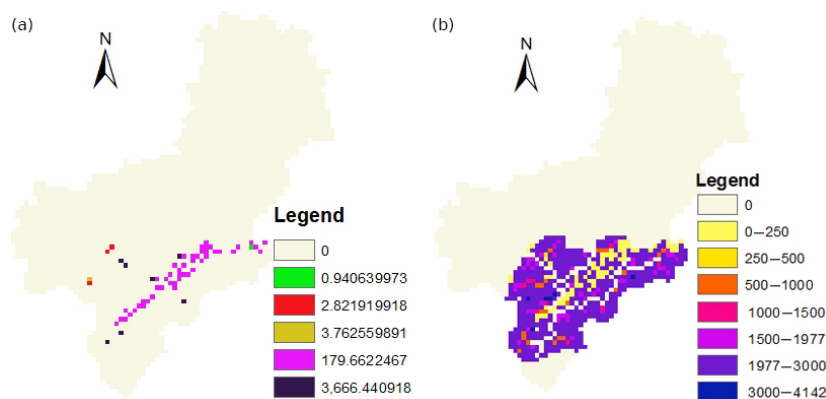 (a)
N
Legend
0
0.940639973
2.821919918
3.762559891
179.6622467
3,666.440918
(b)
N
Legend
0
0—250
250—500
500—1000
1000—1500
1500—1977
1977—3000
3000—4142